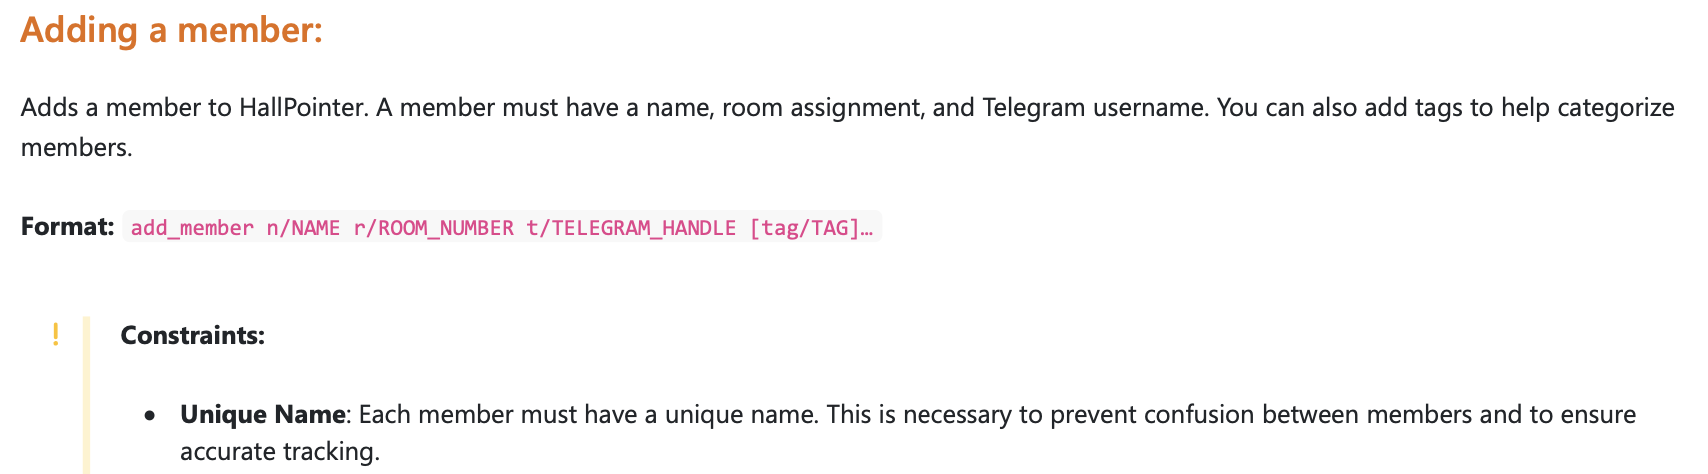 Adding a member:
Adds a member to HallPointer. A member must have a name, room assignment, and Telegram username. You can also add tags to help categorize
members.
Format: add_member n/NAME r/ROOM_NUMBER t/TELEGRAM_HANDLE [tag/TAG]…
! Constraints:
• Unique Name: Each member must have a unique name. This is necessary to prevent confusion between members and to ensure
accurate tracking.